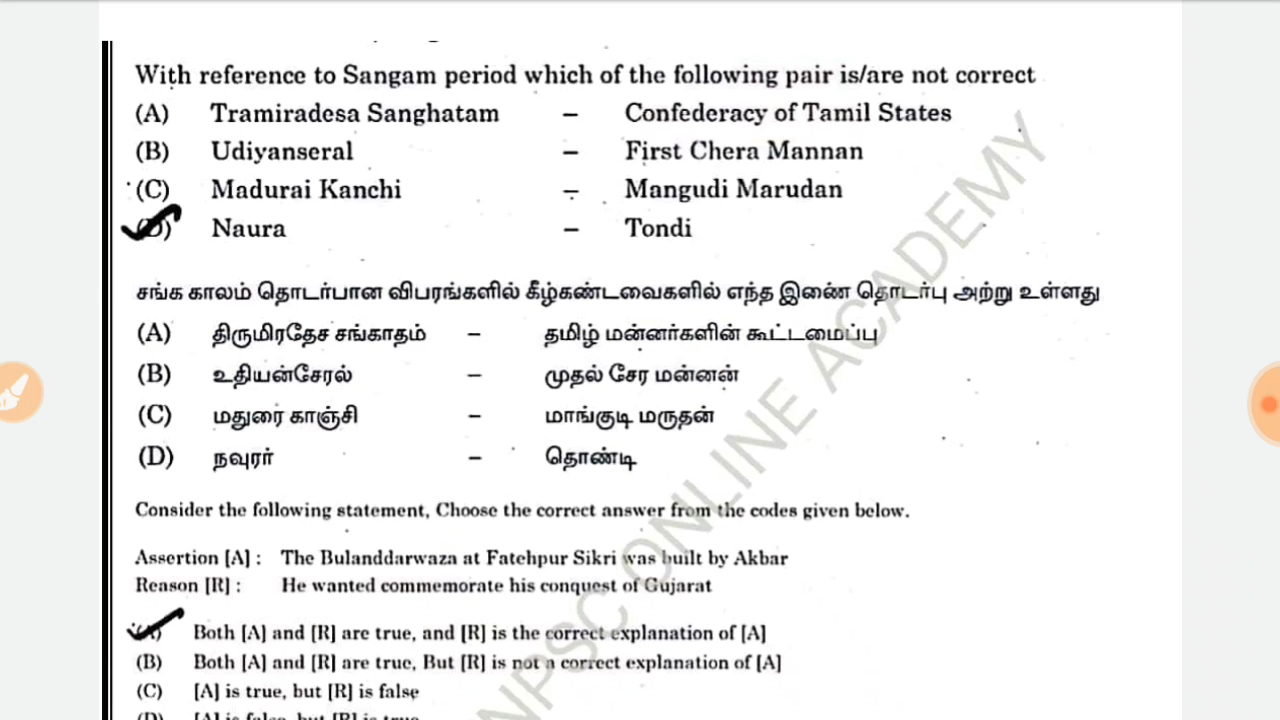 With reference to Sangam period which of the following pair is/are not correct
(A) Tramiradesa Sanghatam – Confederacy of Tamil States
(B) Udiyanseral – First Chera Mannan
(C) Madurai Kanchi – Mangudi Marudan
(D) Naura – Tondi
சங்க காலம் தொடர்பான விபரங்களில் கீழ்கண்டவைகளில் எந்த இணை தொடர்பு அற்று உள்ளது
(A) திருமிரதேச சங்காதம் – தமிழ் மன்னர்களின் கூட்டமைப்பு
(B) உதியன்சேரல் – முதல் சேர மன்னன்
(C) மதுரை காஞ்சி – மாங்குடி மருதன்
(D) நவுரர் – தொண்டி
Consider the following statement, Choose the correct answer from the codes given below.
Assertion [A] : The Bulanddarwaza at Fatehpur Sikri was built by Akbar
Reason [R] : He wanted commemorate his conquest of Gujarat
(A) Both [A] and [R] are true, and [R] is the correct explanation of [A]
(B) Both [A] and [R] are true, But [R] is not a correct explanation of [A]
(C) [A] is true, but [R] is false
(D) [A] is false, but [R] is true
NPSC ONLINE ACADEMY